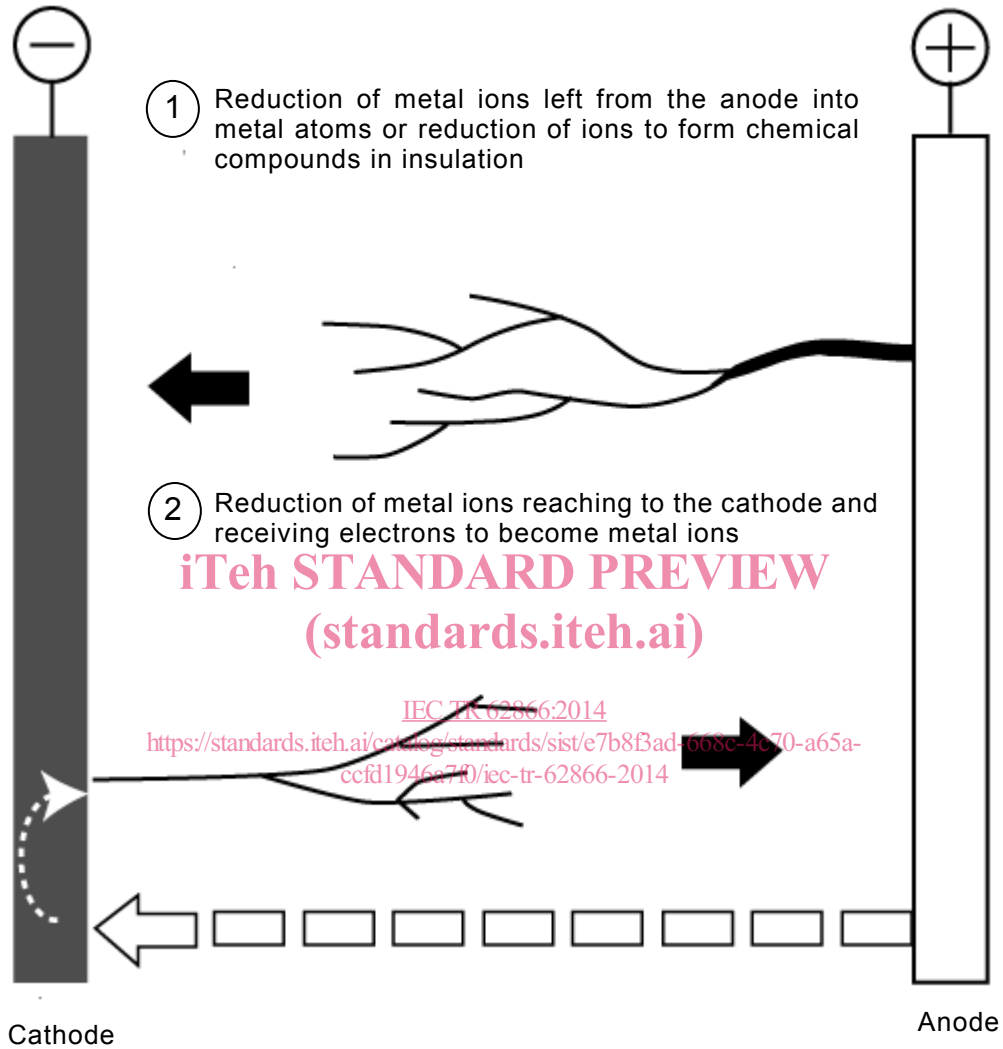 −
+
1
Reduction of metal ions left from the anode into
metal atoms or reduction of ions to form chemical
compounds in insulation
2
Reduction of metal ions reaching to the cathode and
receiving electrons to become metal ions
iTeh STANDARD PREVIEW
(standards.iteh.ai)
IEC TR 62866:2014
https://standards.iteh.ai/catalog/standards/sist/e7b8f3ad-668c-4c70-a65a-
ccfd1946a7f0/iec-tr-62866-2014
Cathode
Anode